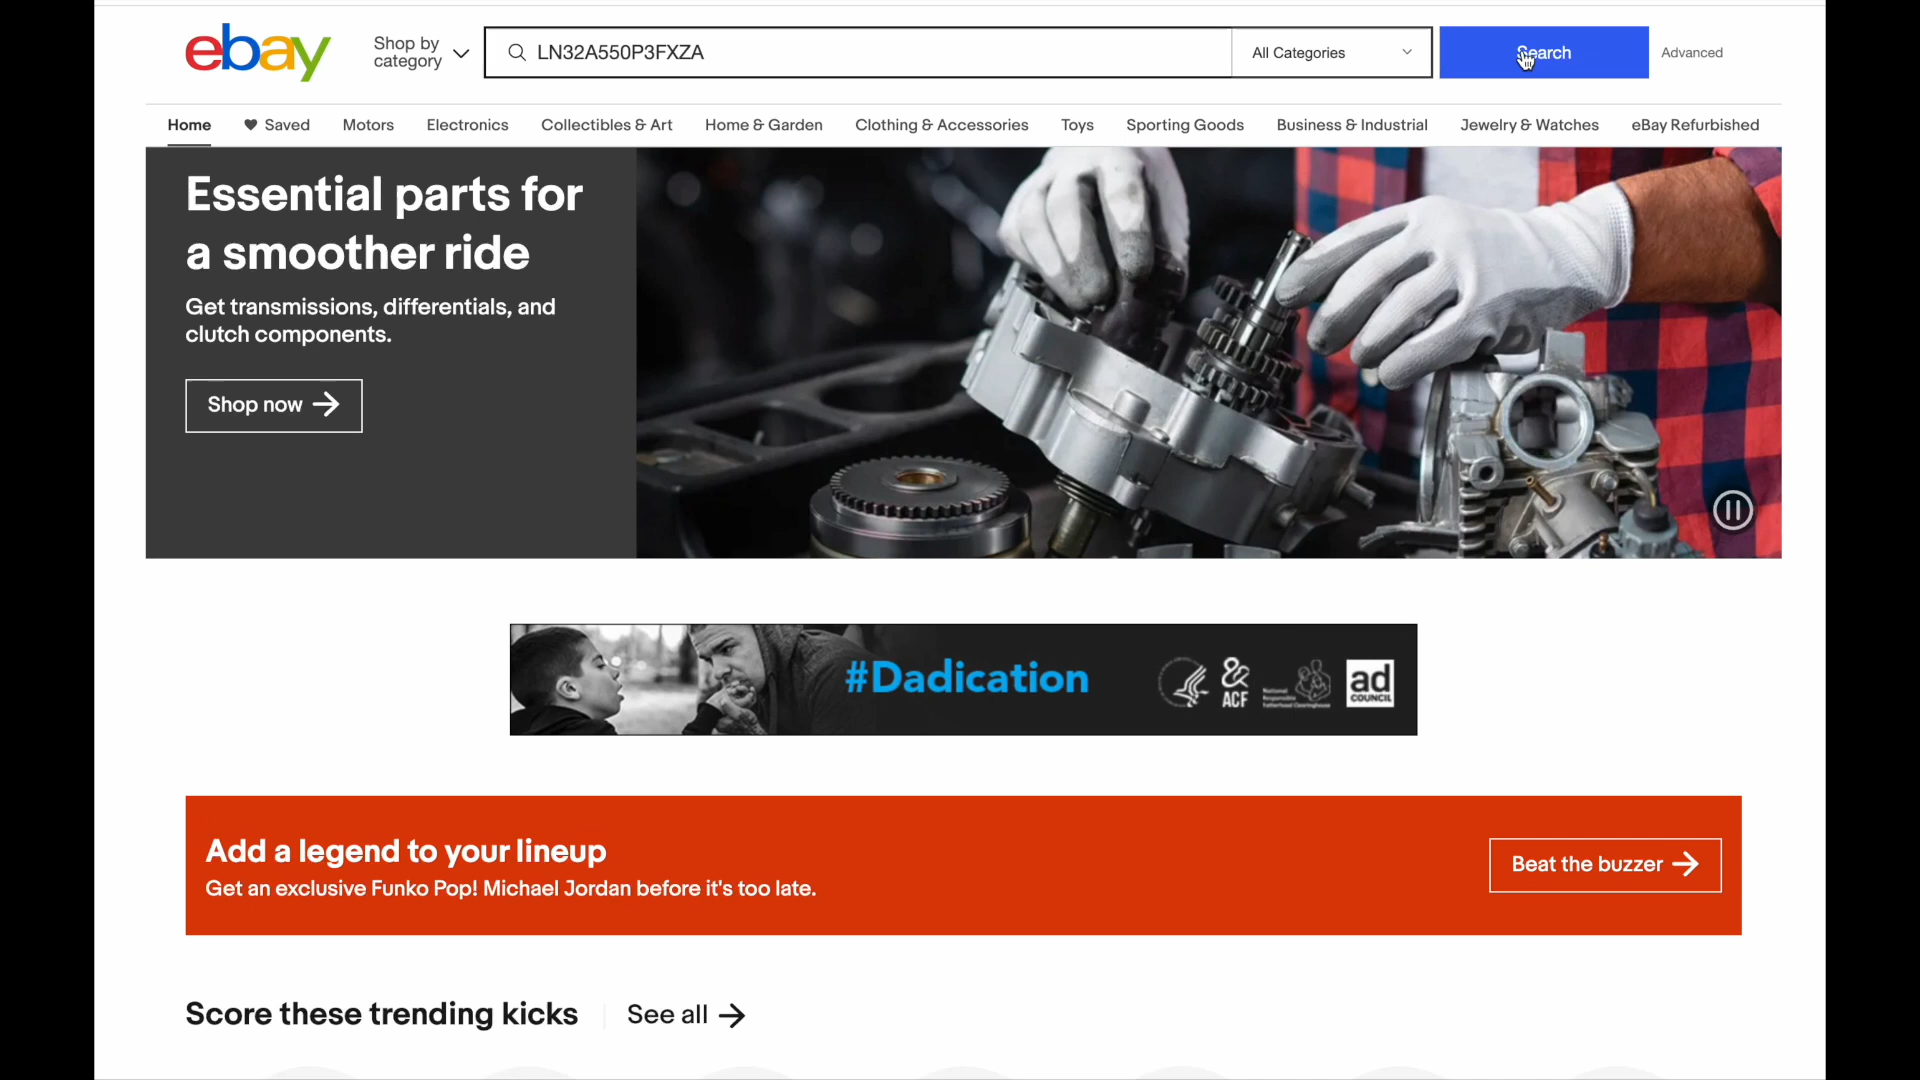 ebay
Shop by
category
LN32A550P3FXZA
All Categories
Search
Advanced
Home
Saved
Motors
Electronics
Collectibles & Art
Home & Garden
Clothing & Accessories
Toys
Sporting Goods
Business & Industrial
Jewelry & Watches
eBay Refurbished
Essential parts for
a smoother ride
Get transmissions, differentials, and
clutch components.
Shop now
#Dadication
&
ACF
National
Responsible
Fatherhood Clearinghouse
ad
COUNCIL
Add a legend to your lineup
Get an exclusive Funko Pop! Michael Jordan before it's too late.
Beat the buzzer
Score these trending kicks
See all